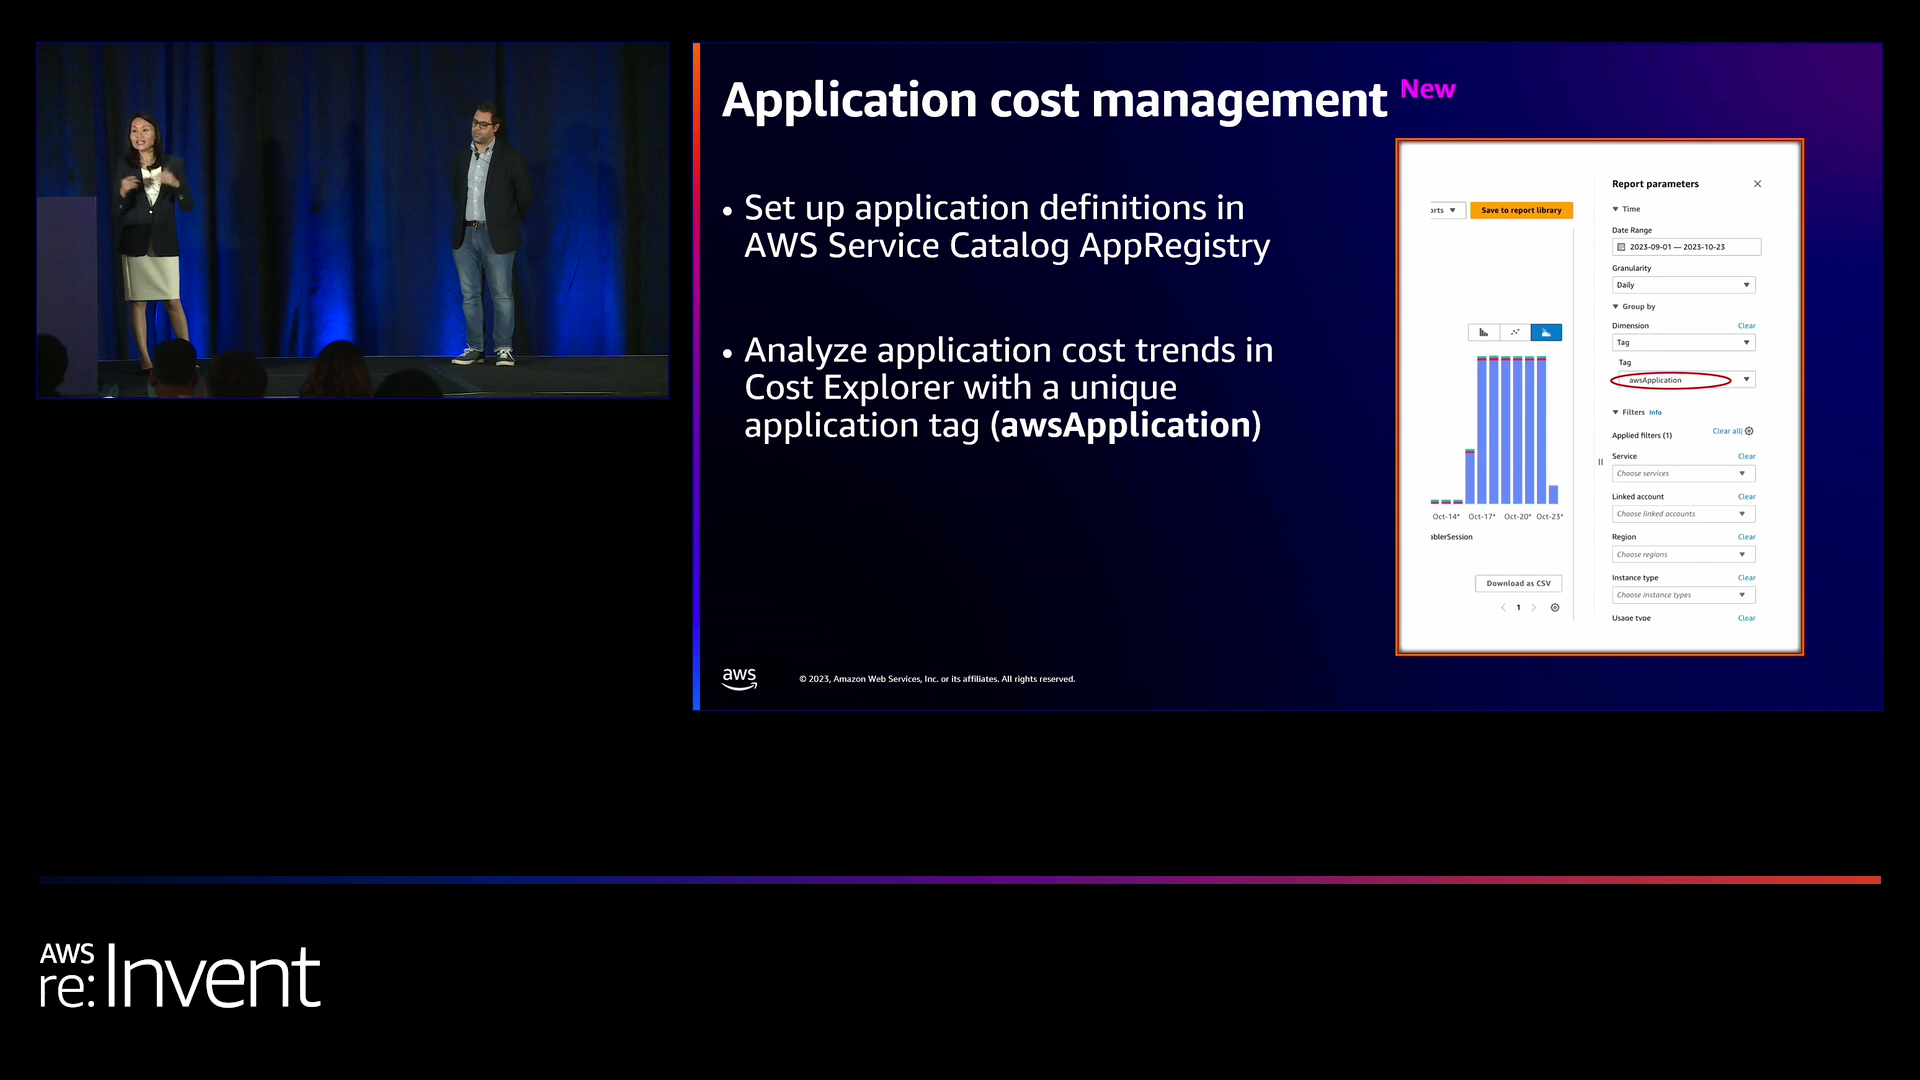 Application cost management New
• Set up application definitions in
AWS Service Catalog AppRegistry
• Analyze application cost trends in
Cost Explorer with a unique
application tag (awsApplication)
orts
Save to report library
Oct-14* Oct-17* Oct-20* Oct-23*
ablerSession
Download as CSV
1
Report parameters
Time
Date Range
2023-09-01 — 2023-10-23
Granularity
Daily
Group by
Dimension Clear
Tag
Tag
awsApplication
Filters Info
Applied filters (1) Clear all
Service Clear
Choose services
Linked account Clear
Choose linked accounts
Region Clear
Choose regions
Instance type Clear
Choose instance types
Usage type Clear
aws
© 2023, Amazon Web Services, Inc. or its affiliates. All rights reserved.
AWS
re:Invent